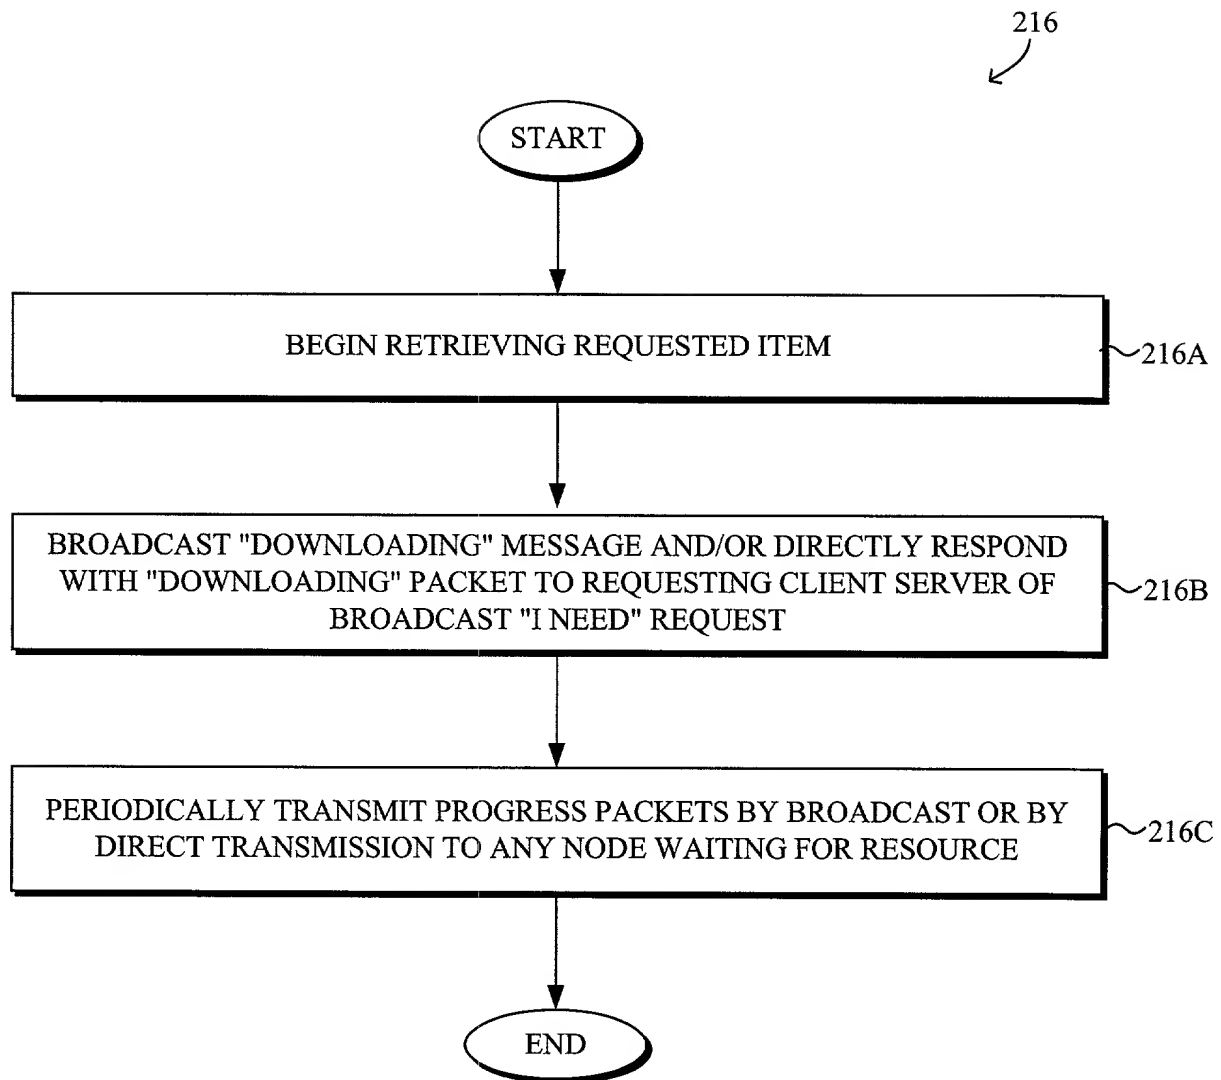 216
START
BEGIN RETRIEVING REQUESTED ITEM
216A
BROADCAST "DOWNLOADING" MESSAGE AND/OR DIRECTLY RESPOND
WITH "DOWNLOADING" PACKET TO REQUESTING CLIENT SERVER OF
BROADCAST "I NEED" REQUEST
216B
PERIODICALLY TRANSMIT PROGRESS PACKETS BY BROADCAST OR BY
DIRECT TRANSMISSION TO ANY NODE WAITING FOR RESOURCE
216C
END